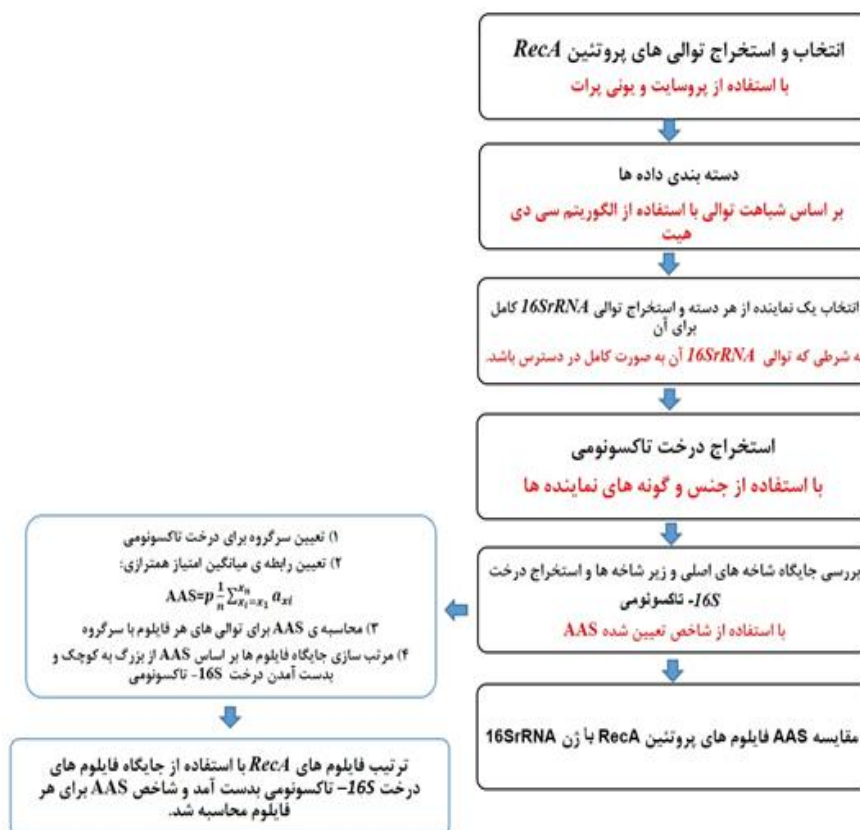 انتخاب و استخراج توالی های پروتئین RecA
با استفاده از پروسایت و یونی پرات
دسته بندی داده ها
بر اساس شباهت توالی با استفاده از الگوریتم سی دی
هیت
انتخاب یک نماینده از هر دسته و استخراج توالی 16SrRNA کامل
برای آن
ه شرطی که توالی 16SrRNA آن به صورت کامل در دسترس باشد.
استخراج درخت تاکسونومی
با استفاده از جنس و گونه های نماینده ها
بررسی جایگاه شاخه های اصلی و زیر شاخه ها و استخراج درخت
16S- تاکسونومی
با استفاده از شاخص تعیین شده AAS
۱) تعیین سرگروه برای درخت تاکسونومی
۲) تعیین رابطه ی میانگین امتیاز همترازی:
AAS=p 1/n ∑_{x_i=x_1}^{x_n} a_{xi}
۳) محاسبه ی AAS برای توالی های هر فایلوم با سرگروه
۴) مرتب سازی جایگاه فایلوم ها بر اساس AAS از بزرگ به کوچک و
بدست آمدن درخت 16S- تاکسونومی
مقایسه AAS فایلوم های پروتئین RecA با ژن 16SrRNA
ترتیب فایلوم های RecA با استفاده از جایگاه فایلوم های
درخت 16S– تاکسونومی بدست آمد و شاخص AAS برای هر
فایلوم محاسبه شد.